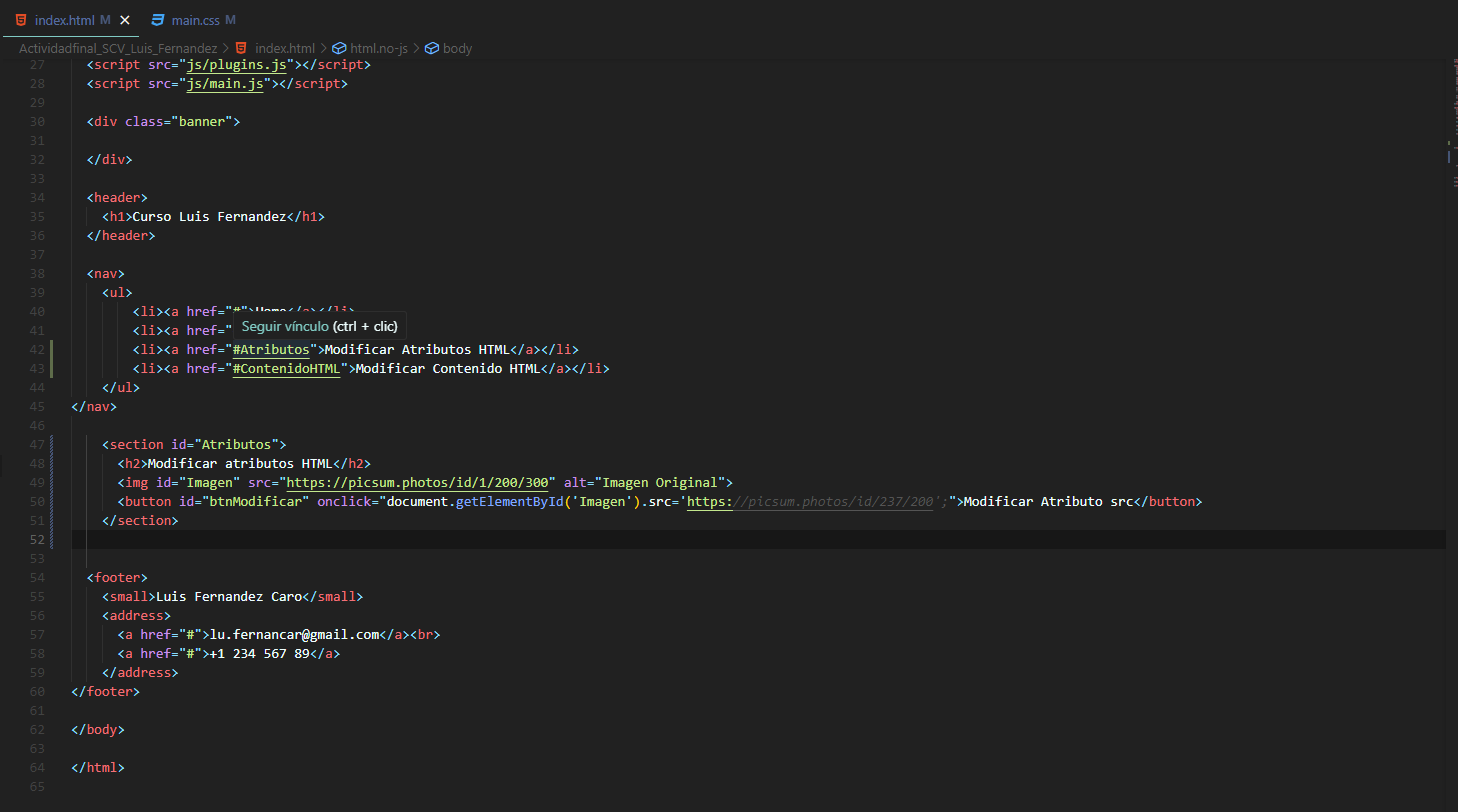 index.html M × main.css M
Actividadfinal_SCV_Luis_Fernandez > index.html > html.no-js > body
27 <script src="js/plugins.js"></script>
28 <script src="js/main.js"></script>
29
30 <div class="banner">
31
32 </div>
33
34 <header>
35 <h1>Curso Luis Fernandez</h1>
36 </header>
37
38 <nav>
39 <ul>
40 <li><a href="#">Home</a></li>
41 <li><a href="
Seguir vínculo (ctrl + clic)
42 <li><a href="#Atributos">Modificar Atributos HTML</a></li>
43 <li><a href="#ContenidoHTML">Modificar Contenido HTML</a></li>
44 </ul>
45 </nav>
46
47 <section id="Atributos">
48 <h2>Modificar atributos HTML</h2>
49 <img id="Imagen" src="https://picsum.photos/id/1/200/300" alt="Imagen Original">
50 <button id="btnModificar" onclick="document.getElementById('Imagen').src='https://picsum.photos/id/237/200';">Modificar Atributo src</button>
51 </section>
52
53
54 <footer>
55 <small>Luis Fernandez Caro</small>
56 <address>
57 <a href="#">lu.fernancar@gmail.com</a><br>
58 <a href="#">+1 234 567 89</a>
59 </address>
60 </footer>
61
62 </body>
63
64 </html>
65